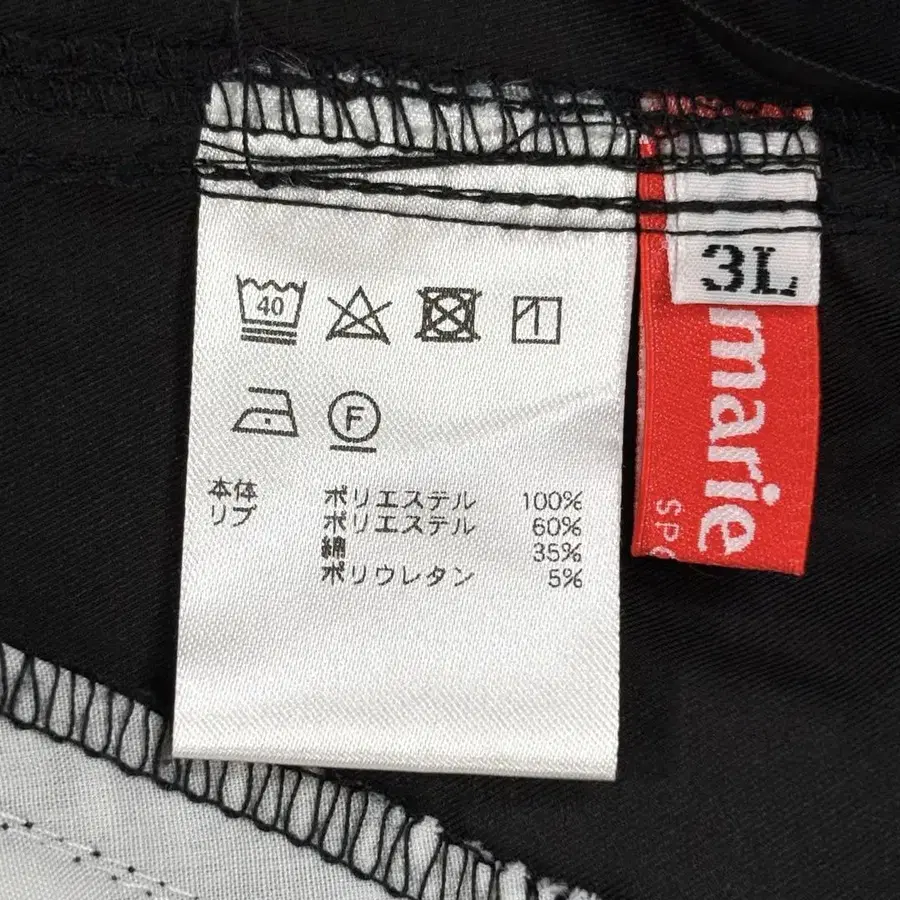 40
F
本体 ポリエステル 100%
リブ ポリエステル 60%
綿 35%
ポリウレタン 5%
3L
marie
SPO